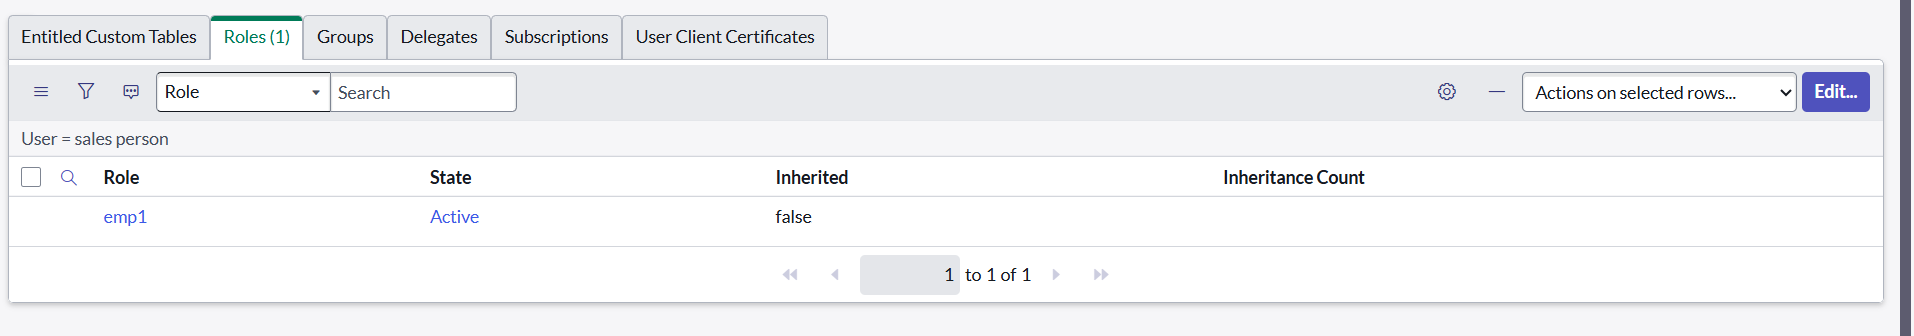 Entitled Custom Tables Roles (1) Groups Delegates Subscriptions User Client Certificates
Role Search Actions on selected rows... Edit...
User = sales person
Role State Inherited Inheritance Count
emp1 Active false
1 to 1 of 1